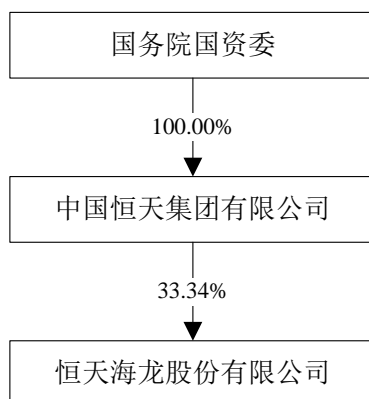 国务院国资委
100.00%
中国恒天集团有限公司
33.34%
恒天海龙股份有限公司